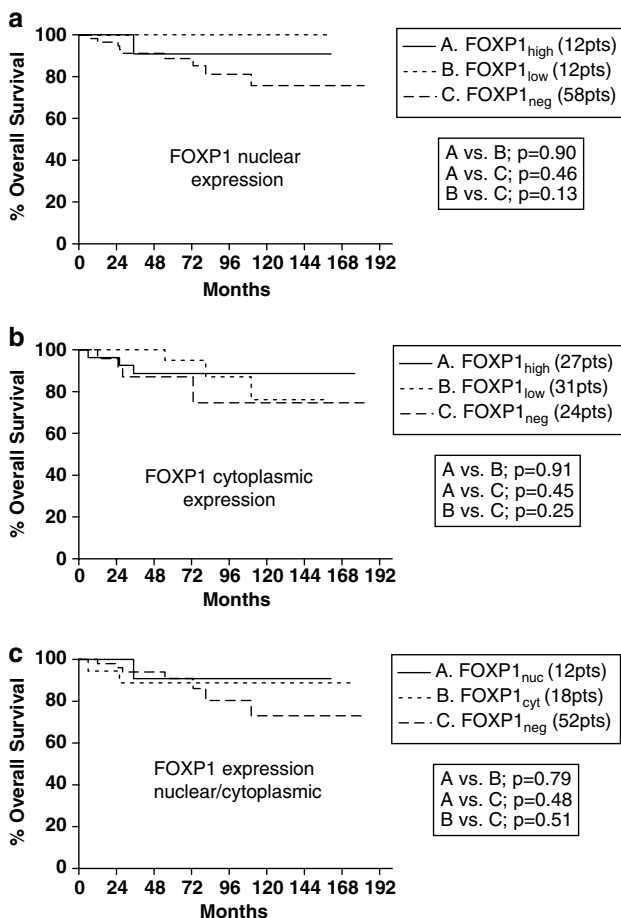 a
100
80
60
40
20
0
% Overall Survival
FOXP1 nuclear
expression
0 24 48 72 96 120 144 168 192
Months
A. FOXP1high (12pts)
B. FOXP1low (12pts)
C. FOXP1neg (58pts)
A vs. B; p=0.90
A vs. C; p=0.46
B vs. C; p=0.13
b
100
80
60
40
20
0
% Overall Survival
FOXP1 cytoplasmic
expression
0 24 48 72 96 120 144 168 192
Months
A. FOXP1high (27pts)
B. FOXP1low (31pts)
C. FOXP1neg (24pts)
A vs. B; p=0.91
A vs. C; p=0.45
B vs. C; p=0.25
c
100
80
60
40
20
0
% Overall Survival
FOXP1 expression
nuclear/cytoplasmic
0 24 48 72 96 120 144 168 192
Months
A. FOXP1nuc (12pts)
B. FOXP1cyt (18pts)
C. FOXP1neg (52pts)
A vs. B; p=0.79
A vs. C; p=0.48
B vs. C; p=0.51